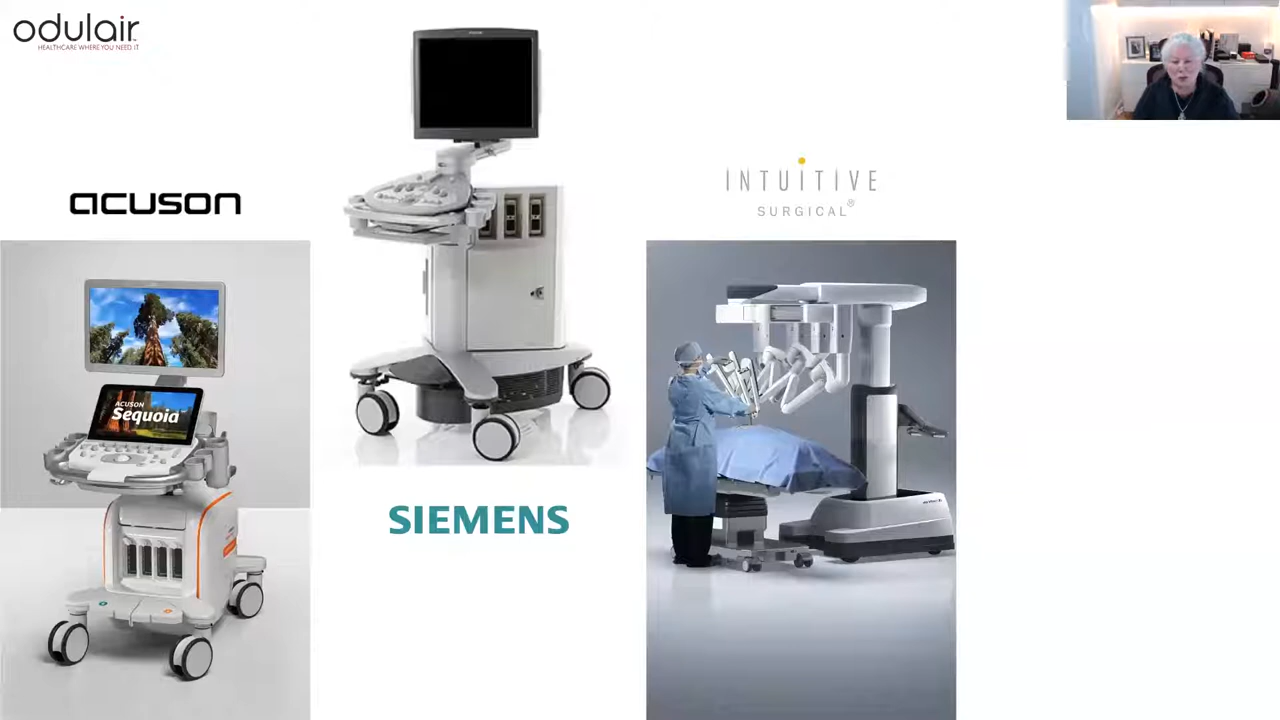 odulair
HEALTHCARE WHERE YOU NEED IT
acuson
ACUSON
Sequoia
SIEMENS
INTUITIVE
SURGICAL®